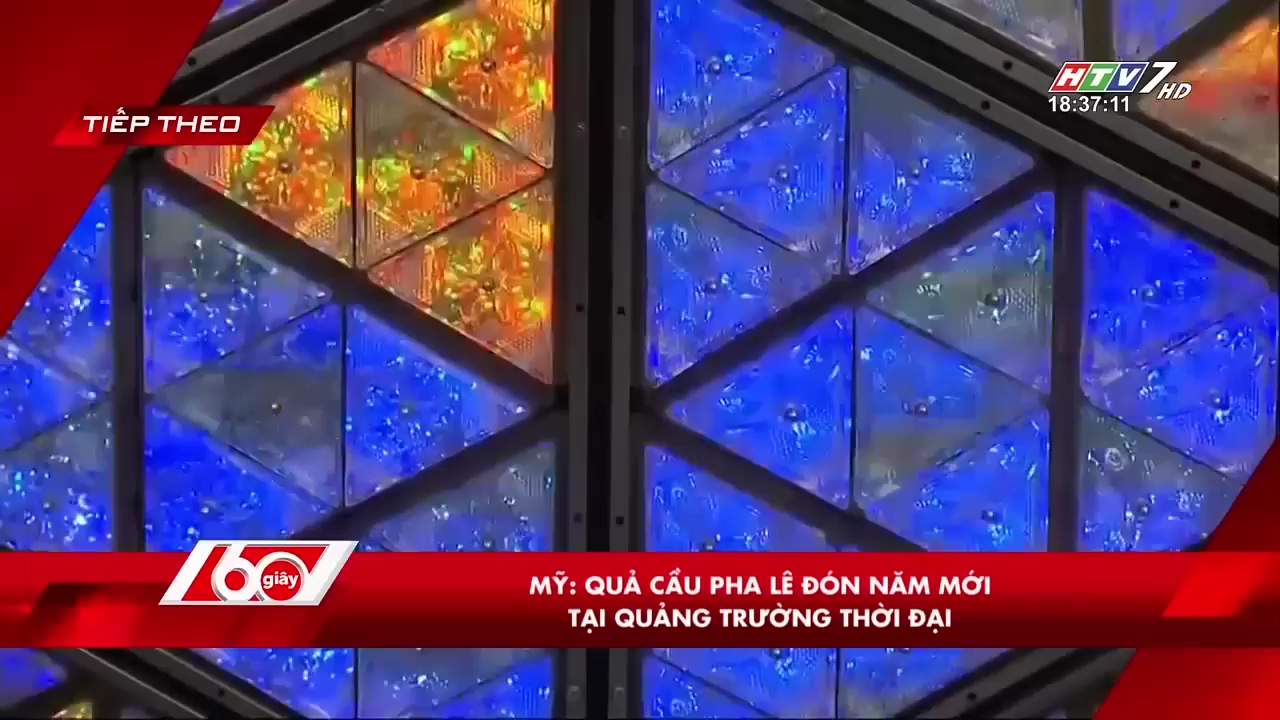 TIẾP THEO
HTV7 HD
18:37:11
60 giây
MỸ: QUẢ CẦU PHA LÊ ĐÓN NĂM MỚI
TẠI QUẢNG TRƯỜNG THỜI ĐẠI